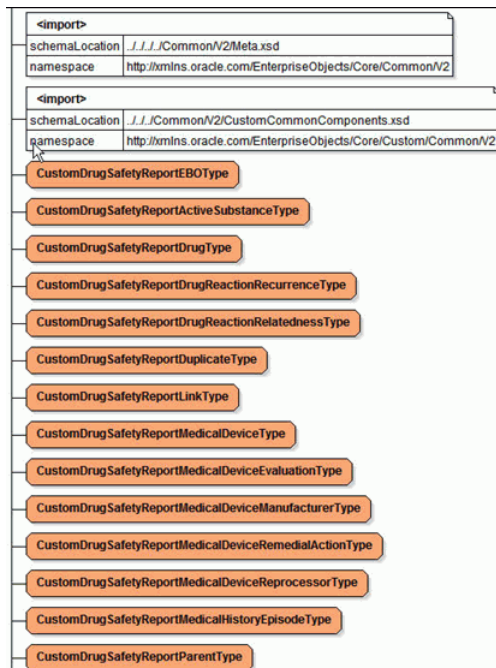 <import>
schemaLocation ../../../../Common/V2/Meta.xsd
namespace http://xmlns.oracle.com/EnterpriseObjects/Core/Common/V2
<import>
schemaLocation ../../../Common/V2/CustomCommonComponents.xsd
namespace http://xmlns.oracle.com/EnterpriseObjects/Core/Custom/Common/V2
CustomDrugSafetyReportEBOType
CustomDrugSafetyReportActiveSubstanceType
CustomDrugSafetyReportDrugType
CustomDrugSafetyReportDrugReactionRecurrenceType
CustomDrugSafetyReportDrugReactionRelatednessType
CustomDrugSafetyReportDuplicateType
CustomDrugSafetyReportLinkType
CustomDrugSafetyReportMedicalDeviceType
CustomDrugSafetyReportMedicalDeviceEvaluationType
CustomDrugSafetyReportMedicalDeviceManufacturerType
CustomDrugSafetyReportMedicalDeviceRemedialActionType
CustomDrugSafetyReportMedicalDeviceReprocessorType
CustomDrugSafetyReportMedicalHistoryEpisodeType
CustomDrugSafetyReportParentType